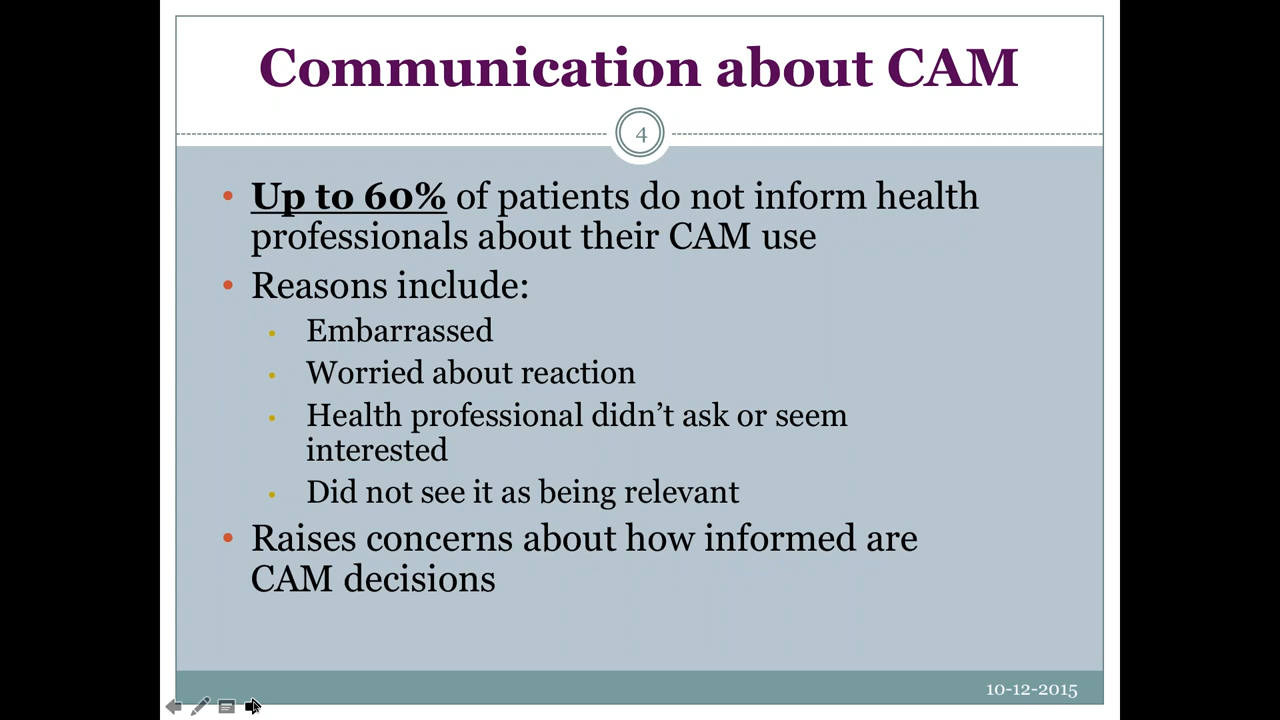 Communication about CAM
4
• Up to 60% of patients do not inform health
professionals about their CAM use
• Reasons include:
• Embarrassed
• Worried about reaction
• Health professional didn’t ask or seem
interested
• Did not see it as being relevant
• Raises concerns about how informed are
CAM decisions
10-12-2015